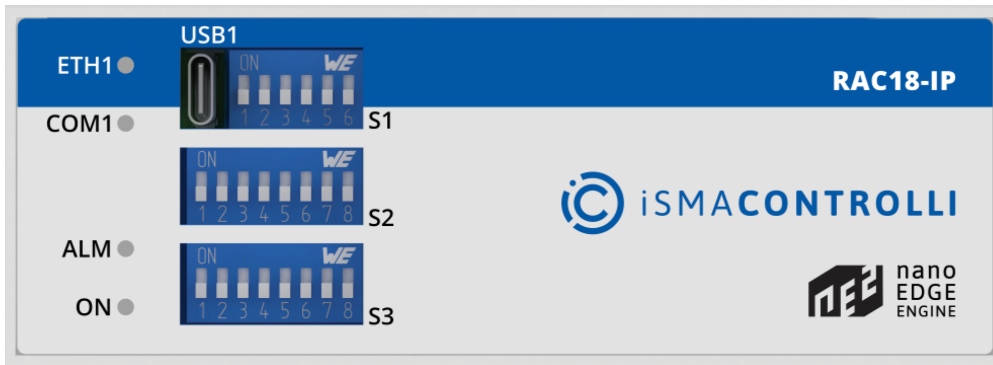 USB1
ETH1
ON WE
1 2 3 4 5 6
S1
RAC18-IP
COM1
ON WE
1 2 3 4 5 6 7 8
S2
iSMACONTROLLI
ALM
ON WE
1 2 3 4 5 6 7 8
S3
ON
nano
EDGE
ENGINE